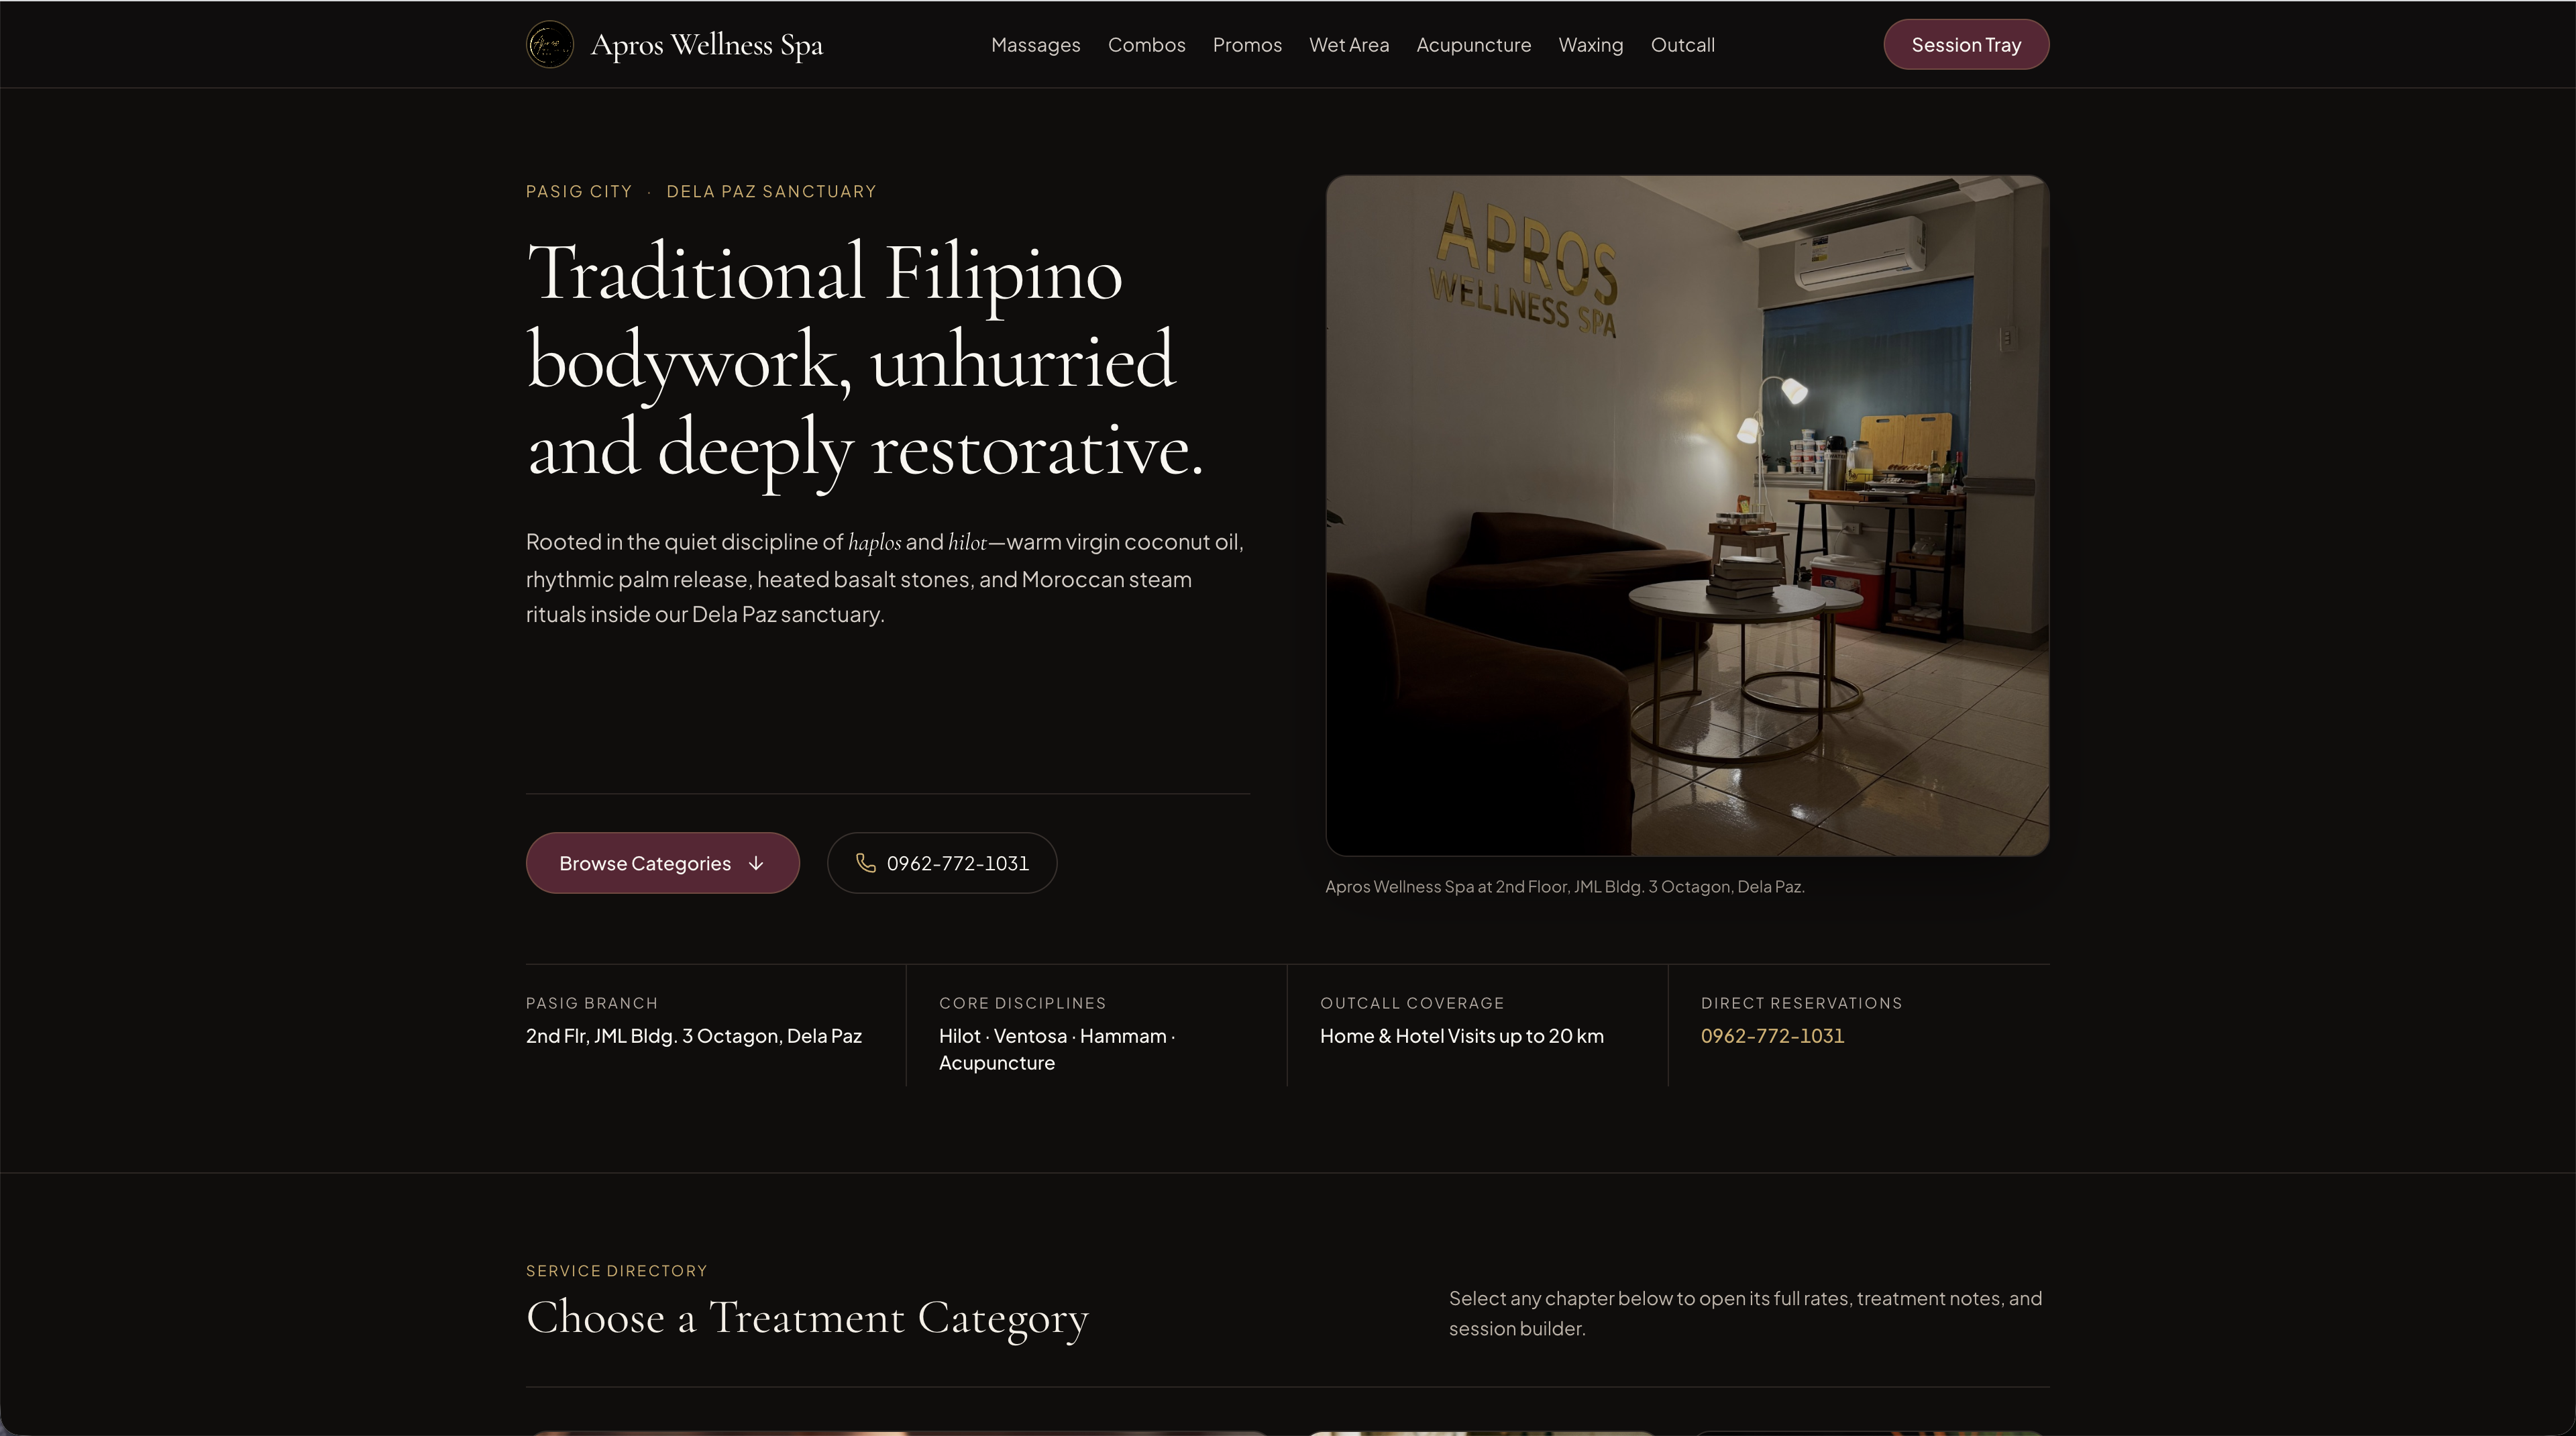 Apros Wellness Spa
Massages Combos Promos Wet Area Acupuncture Waxing Outcall
Session Tray
PASIG CITY · DELA PAZ SANCTUARY
Traditional Filipino
bodywork, unhurried
and deeply restorative.
Rooted in the quiet discipline of haplos and hilot—warm virgin coconut oil,
rhythmic palm release, heated basalt stones, and Moroccan steam
rituals inside our Dela Paz sanctuary.
Browse Categories
0962-772-1031
APROS
WELLNESS SPA
Apros Wellness Spa at 2nd Floor, JML Bldg. 3 Octagon, Dela Paz.
PASIG BRANCH
2nd Flr, JML Bldg. 3 Octagon, Dela Paz
CORE DISCIPLINES
Hilot · Ventosa · Hammam ·
Acupuncture
OUTCALL COVERAGE
Home & Hotel Visits up to 20 km
DIRECT RESERVATIONS
0962-772-1031
SERVICE DIRECTORY
Choose a Treatment Category
Select any chapter below to open its full rates, treatment notes, and
session builder.